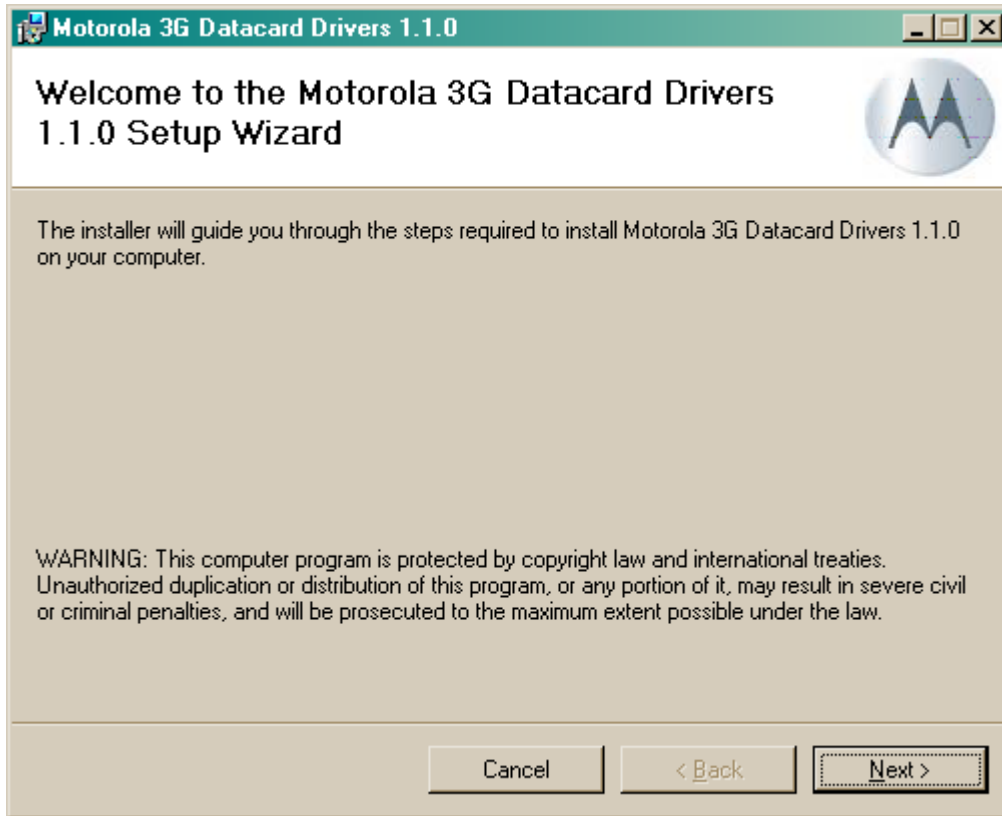 Motorola 3G Datacard Drivers 1.1.0
Welcome to the Motorola 3G Datacard Drivers
1.1.0 Setup Wizard
The installer will guide you through the steps required to install Motorola 3G Datacard Drivers 1.1.0
on your computer.
WARNING: This computer program is protected by copyright law and international treaties.
Unauthorized duplication or distribution of this program, or any portion of it, may result in severe civil
or criminal penalties, and will be prosecuted to the maximum extent possible under the law.
Cancel < Back Next >